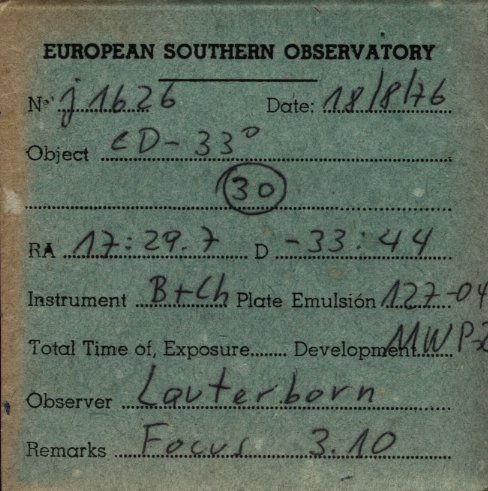 EUROPEAN SOUTHERN OBSERVATORY
Nº j 1626 Date: 18/8/76
Object CD-33°
30
RA 17:29.7 D -33:44
Instrument B+Ch Plate Emulsión 127-04
Total Time of, Exposure........ Development MWP-2
Observer Lauterborn
Remarks Focus 3.10